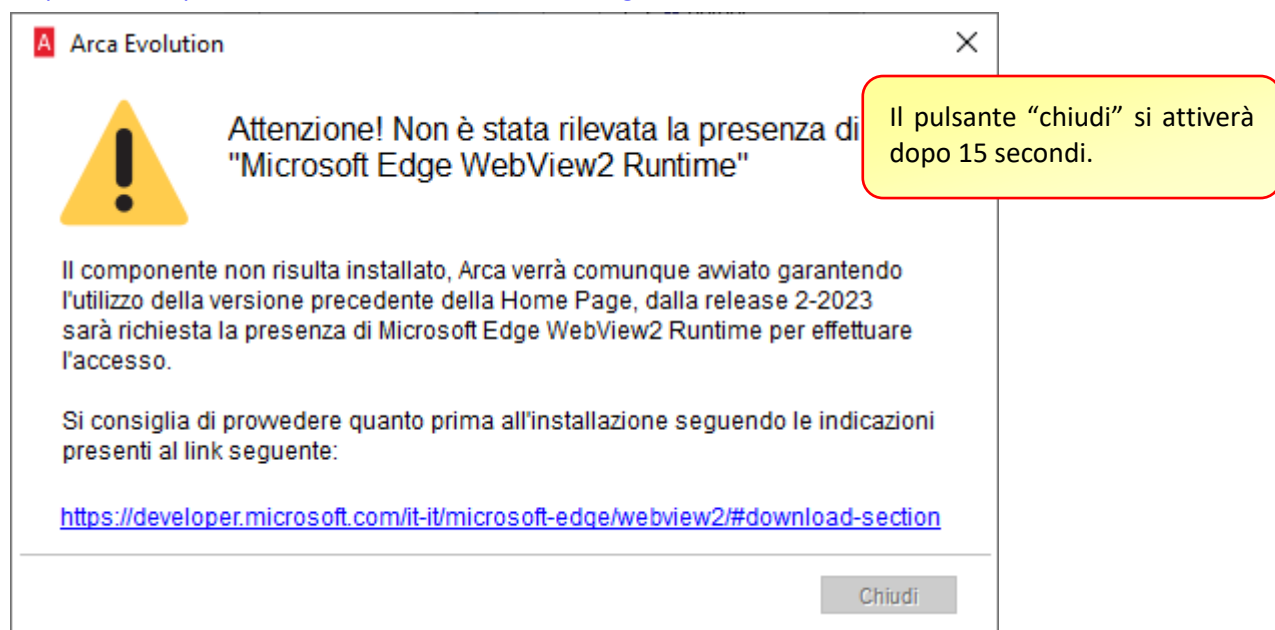 Arca Evolution
Attenzione! Non è stata rilevata la presenza di
"Microsoft Edge WebView2 Runtime"
Il pulsante “chiudi” si attiverà
dopo 15 secondi.
Il componente non risulta installato, Arca verrà comunque avviato garantendo
l'utilizzo della versione precedente della Home Page, dalla release 2-2023
sarà richiesta la presenza di Microsoft Edge WebView2 Runtime per effettuare
l'accesso.
Si consiglia di provvedere quanto prima all'installazione seguendo le indicazioni
presenti al link seguente:
https://developer.microsoft.com/it-it/microsoft-edge/webview2/#download-section
Chiudi